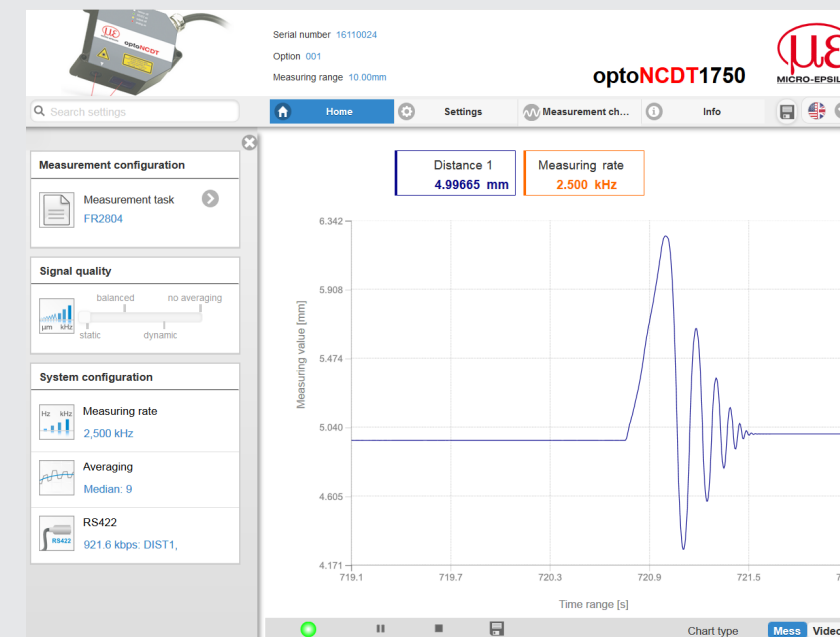 optoNCDT
Serial number 16110024
Option 001
Measuring range 10.00mm
optoNCDT1750
με
MICRO-EPSIL
Search settings
Home
Settings
Measurement ch...
Info
Measurement configuration
Measurement task
FR2804
Signal quality
balanced
no averaging
µm kHz
static
dynamic
System configuration
Hz kHz
Measuring rate
2,500 kHz
Averaging
Median: 9
RS422
RS422
921.6 kbps: DIST1,
Distance 1
4.99665 mm
Measuring rate
2.500 kHz
Measuring value [mm]
6.342
5.908
5.474
5.040
4.605
4.171
719.1
719.7
720.3
720.9
721.5
Time range [s]
Chart type
Mess
Video